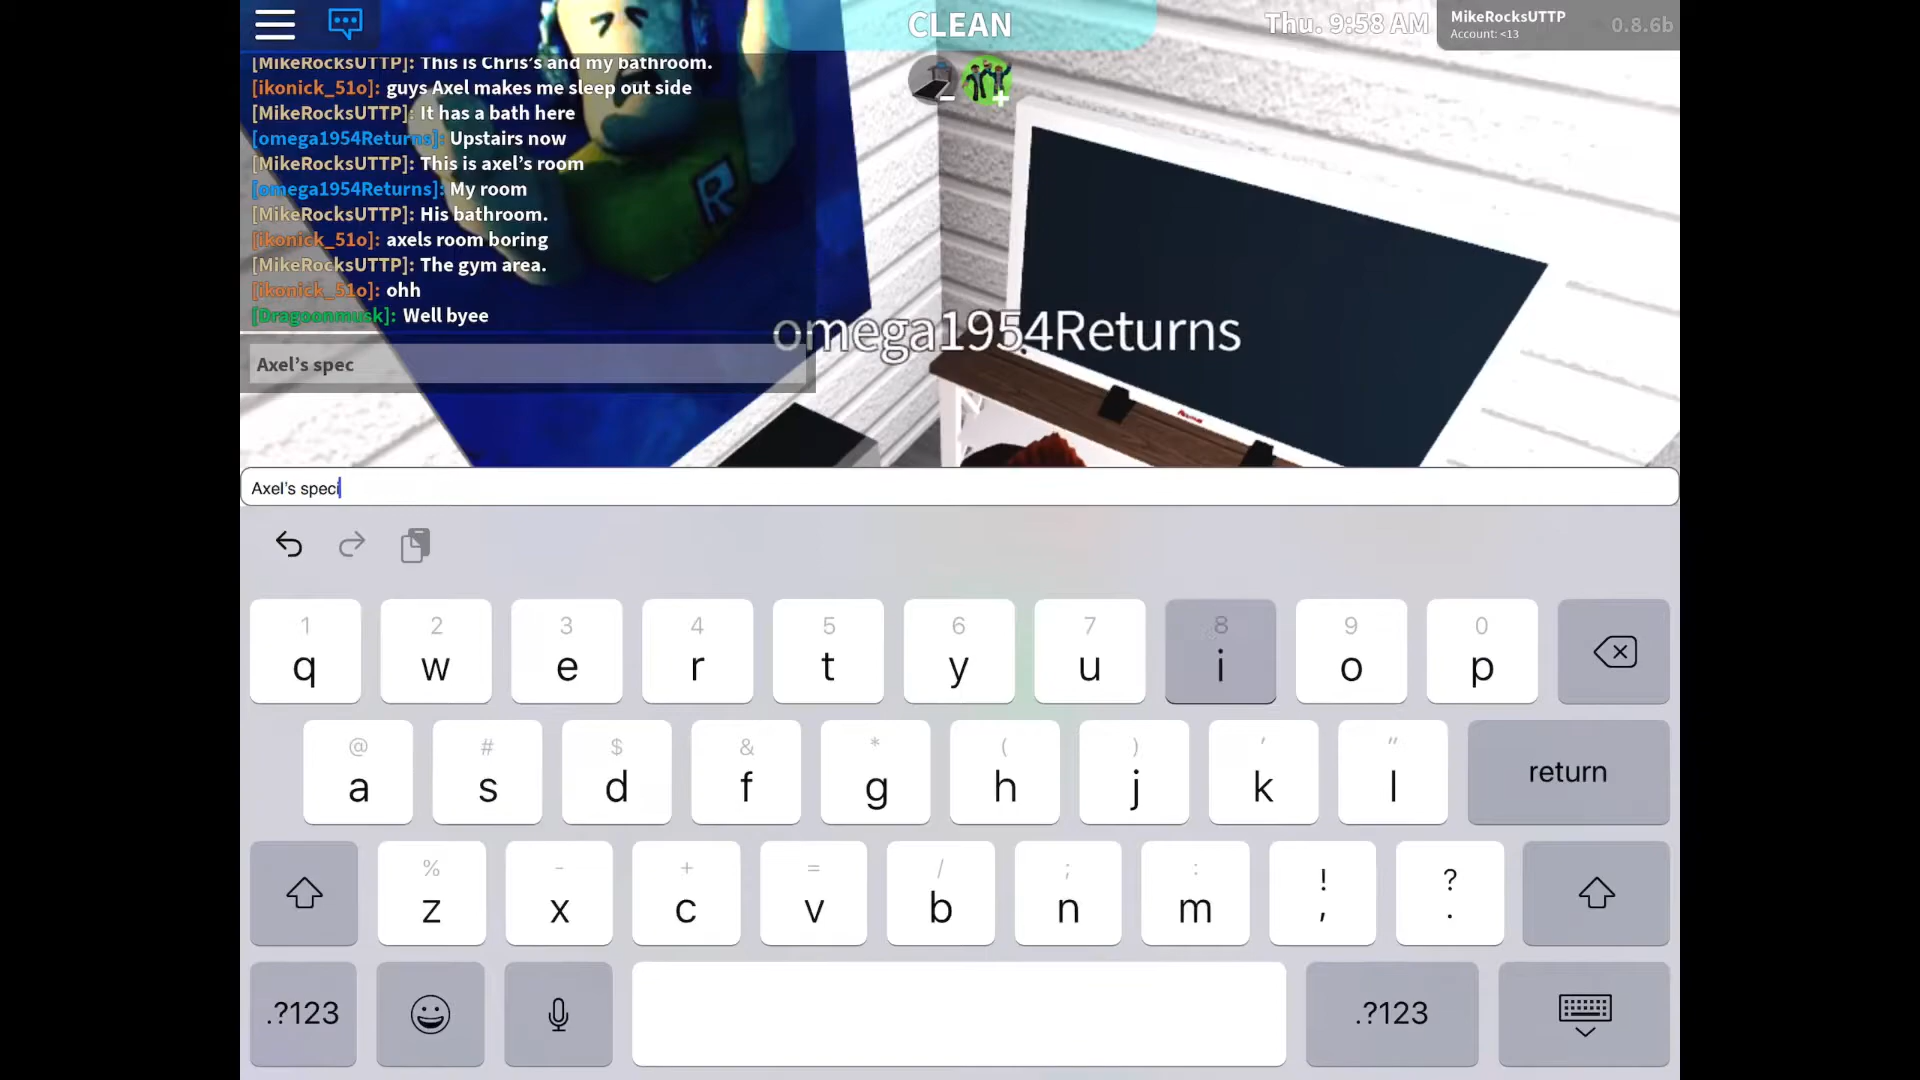 CLEAN
Thu. 9:58 AM
MikeRocksUTTP
Account: <13
0.8.6b
[MikeRocksUTTP]: This is Chris's and my bathroom.
[ikonick_51o]: guys Axel makes me sleep out side
[MikeRocksUTTP]: It has a bath here
[omega1954Returns]: Upstairs now
[MikeRocksUTTP]: This is axel's room
[omega1954Returns]: My room
[MikeRocksUTTP]: His bathroom.
[ikonick_51o]: axels room boring
[MikeRocksUTTP]: The gym area.
[ikonick_51o]: ohh
[Dragoonmusk]: Well byee
omega1954Returns
Axel’s spec
Axel’s speci
1 2 3 4 5 6 7 8 9 0
q w e r t y u i o p
@ # $ & * ( ) ' "
a s d f g h j k l return
% - + = / ; : ! ?
z x c v b n m , .
.?123 .?123